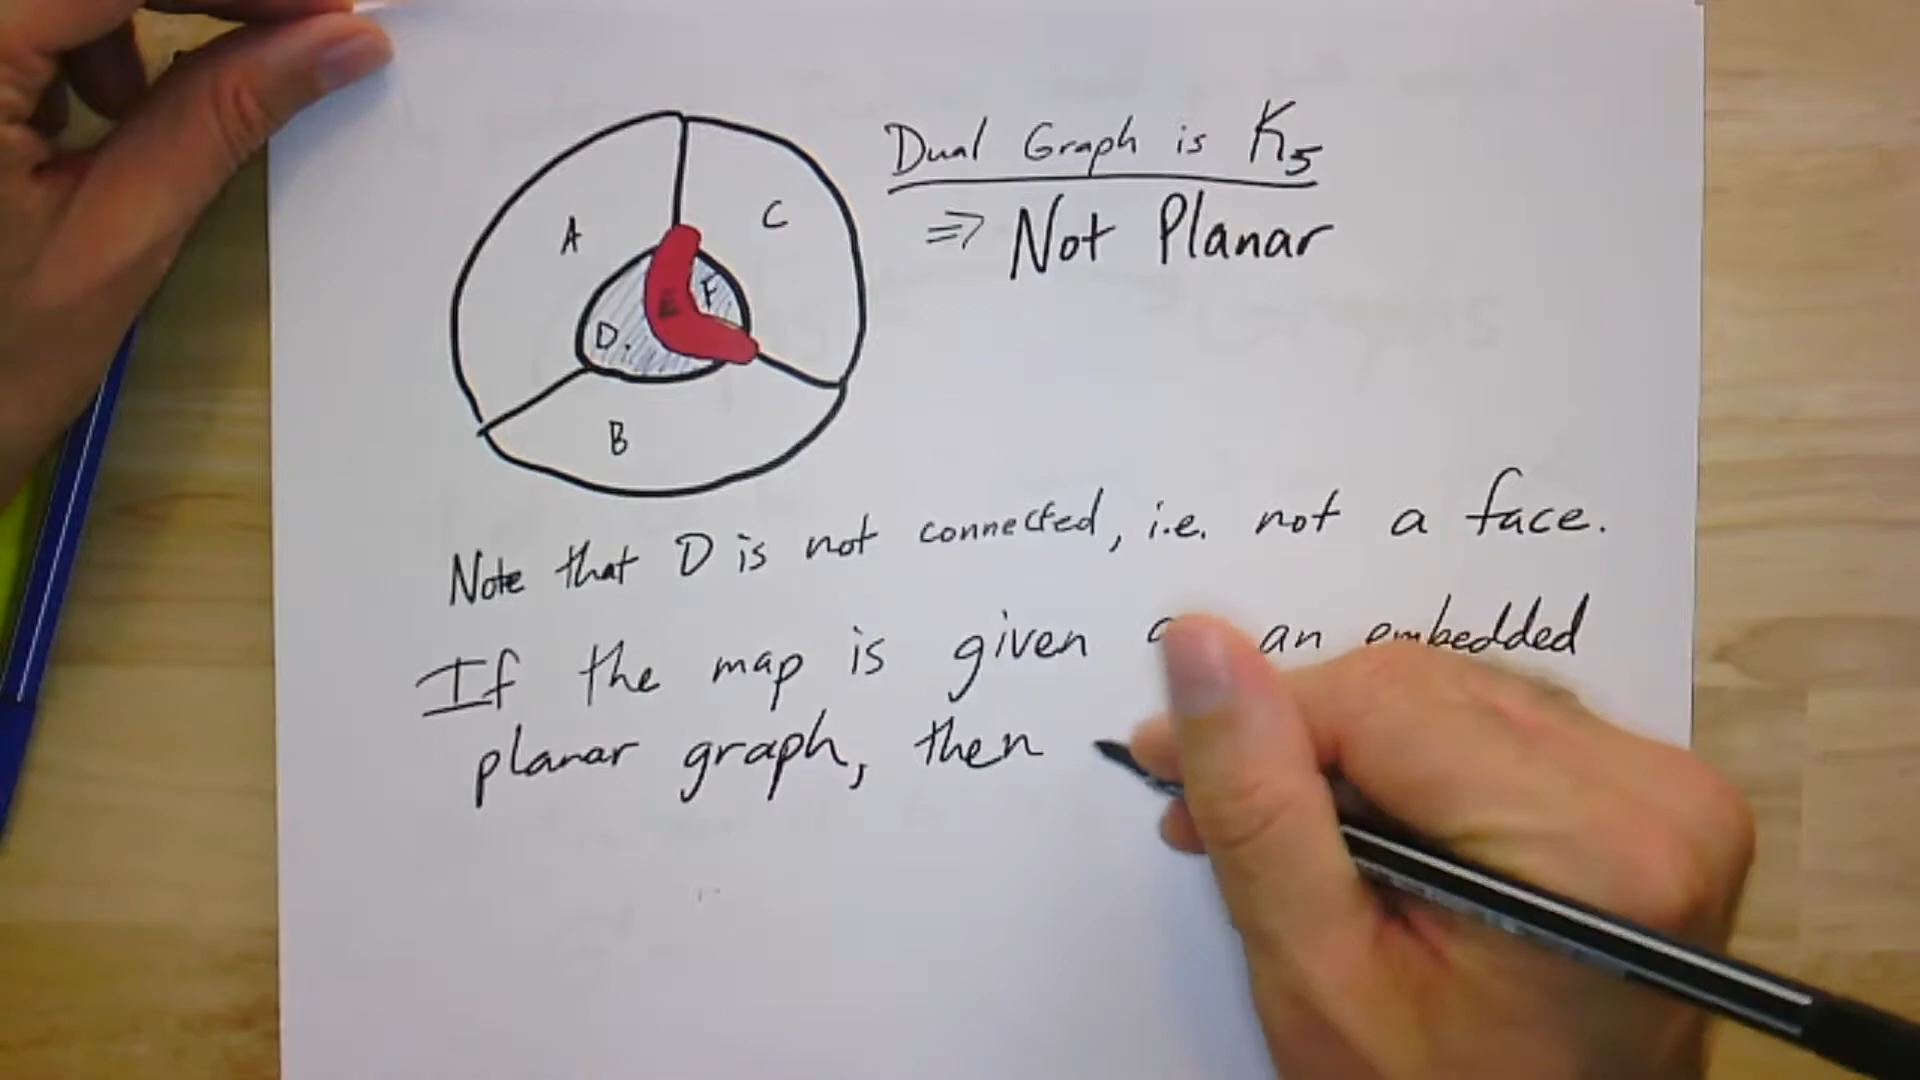 Dual Graph is K5
⇒ Not Planar
A
C
E
F
D.
B
Note that D is not connected, i.e. not a face.
If the map is given an embedded
planar graph, then